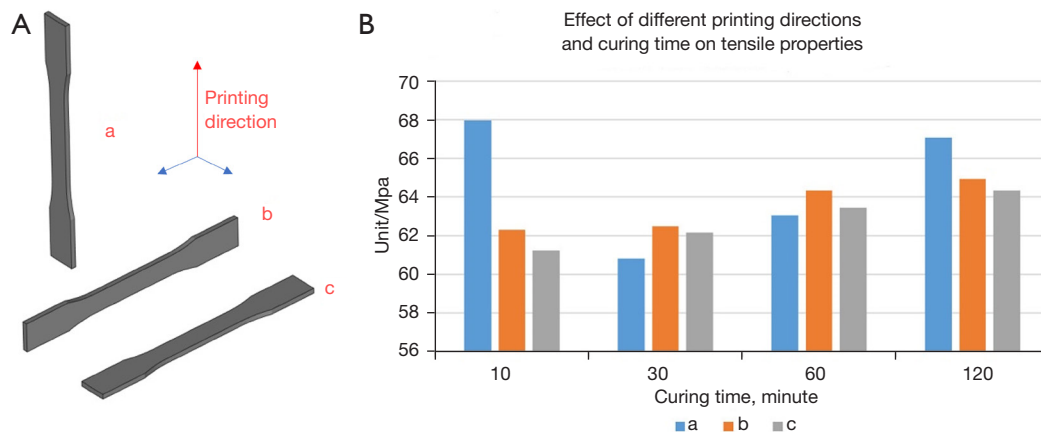 A
a
Printing
direction
b
c
B
Effect of different printing directions
and curing time on tensile properties
Unit/Mpa
70
68
66
64
62
60
58
56
10 30 60 120
Curing time, minute
a b c